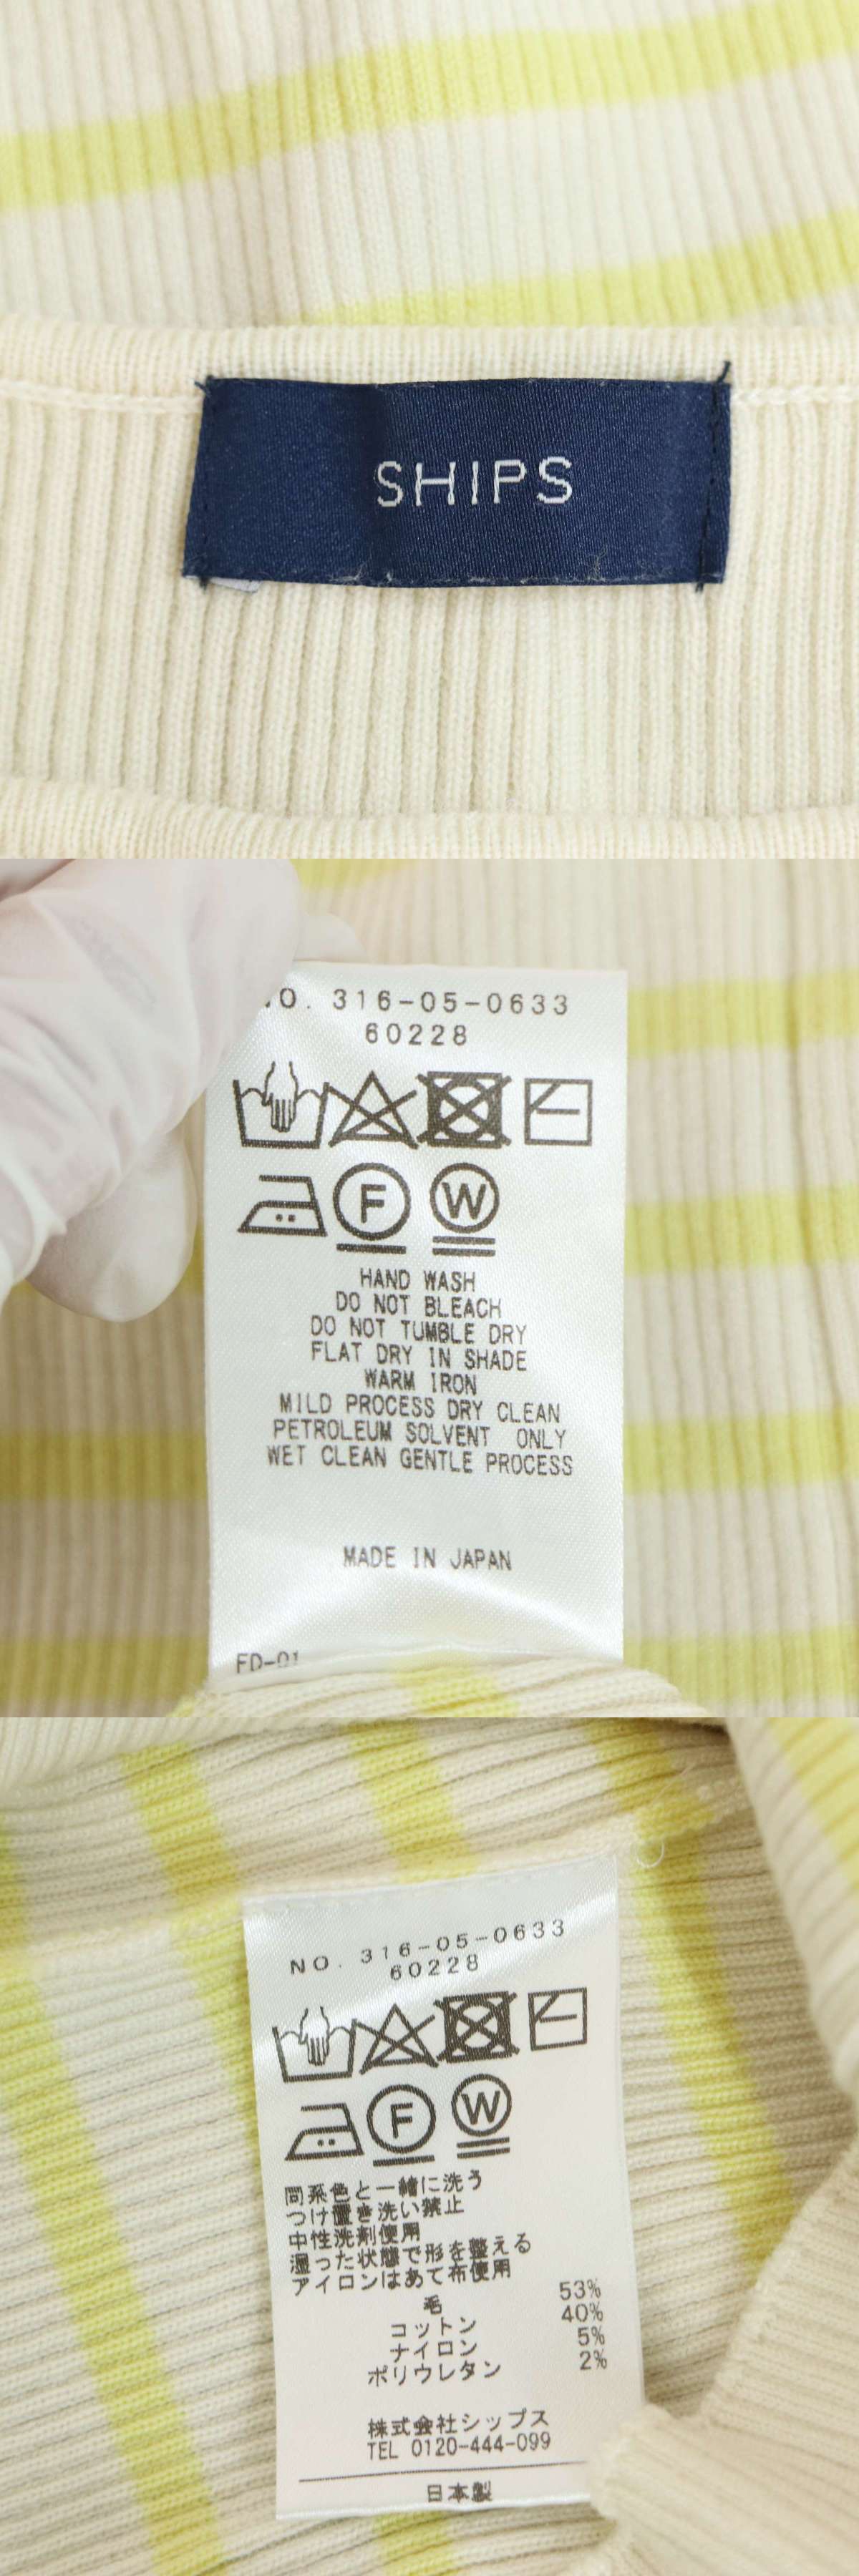 SHIPS
NO. 316-05-0633
60228
F
W
HAND WASH
DO NOT BLEACH
DO NOT TUMBLE DRY
FLAT DRY IN SHADE
WARM IRON
MILD PROCESS DRY CLEAN
PETROLEUM SOLVENT ONLY
WET CLEAN GENTLE PROCESS
MADE IN JAPAN
FD-01
NO. 316-05-0633
60228
F
W
同系色と一緒に洗う
つけ置き洗い禁止
中性洗剤使用
湿った状態で形を整える
アイロンはあて布使用
毛 53%
コットン 40%
ナイロン 5%
ポリウレタン 2%
株式会社シップス
TEL 0120-444-099
日本製